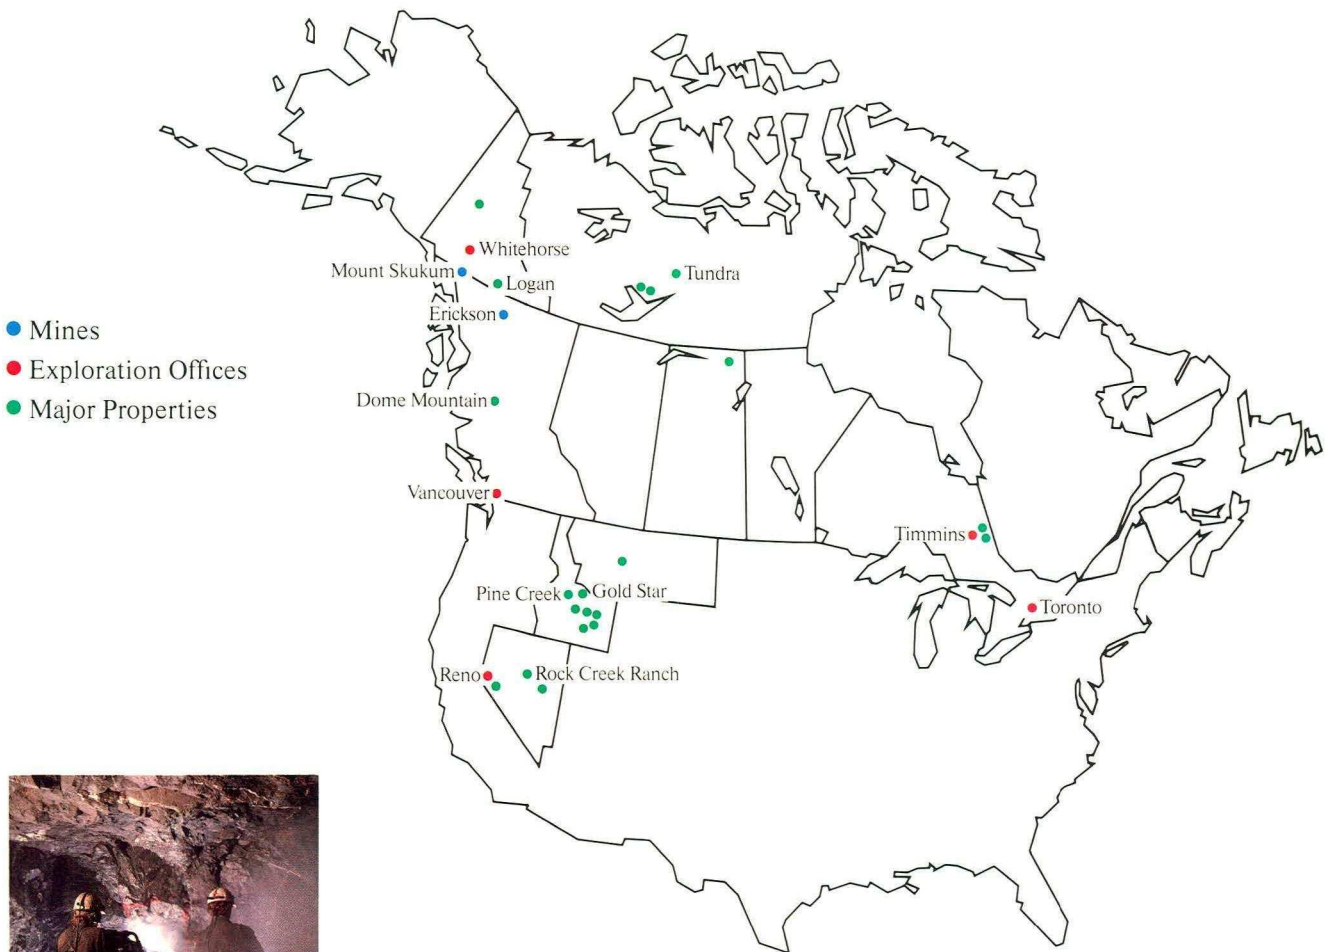 Whitehorse
Mount Skukum
Logan
Tundra
Erickson
Mines
Exploration Offices
Major Properties
Dome Mountain
Vancouver
Timmins
Pine Creek
Gold Star
Toronto
Reno
Rock Creek Ranch